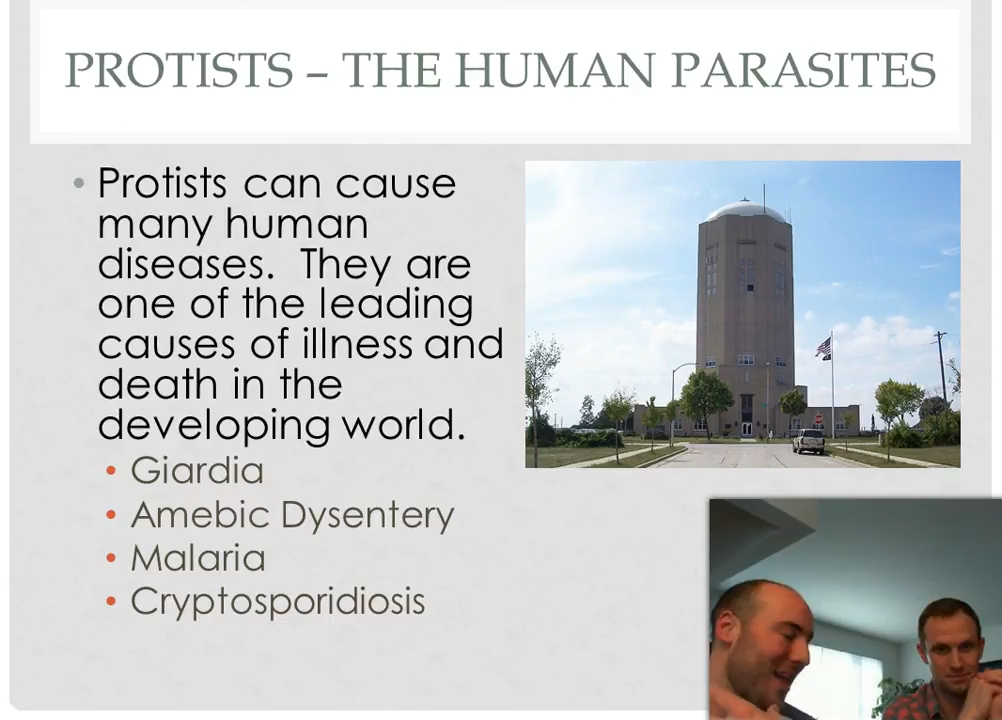 PROTISTS – THE HUMAN PARASITES
• Protists can cause
many human
diseases.  They are
one of the leading
causes of illness and
death in the
developing world.
• Giardia
• Amebic Dysentery
• Malaria
• Cryptosporidiosis